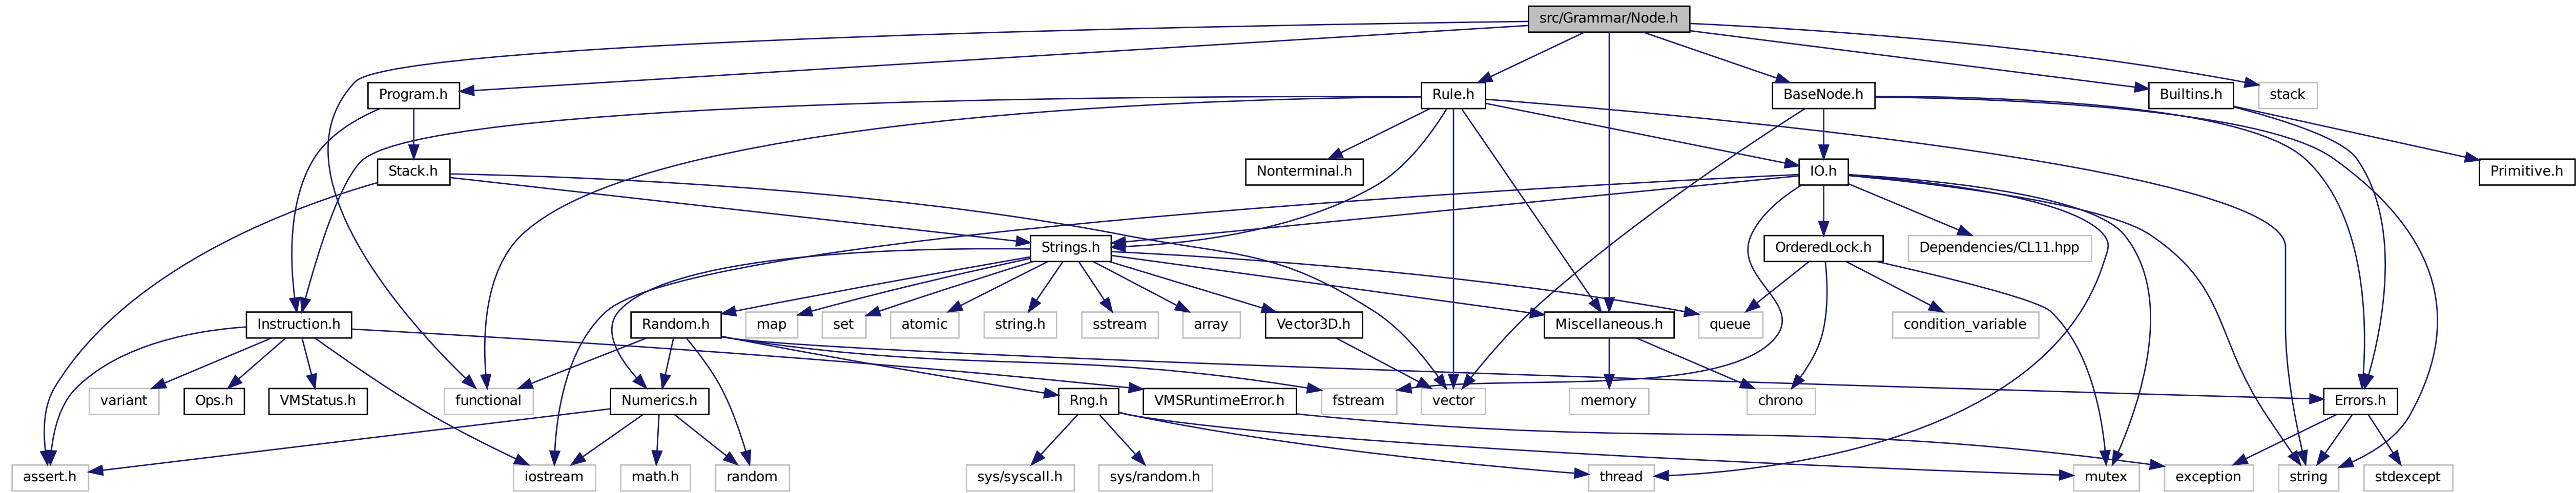 src/Grammar/Node.h
Program.h
Rule.h
BaseNode.h
Builtins.h
stack
Stack.h
Nonterminal.h
IO.h
Primitive.h
Strings.h
OrderedLock.h
Dependencies/CL11.hpp
Instruction.h
Random.h
map
set
atomic
string.h
sstream
array
Vector3D.h
Miscellaneous.h
queue
condition_variable
variant
Ops.h
VMStatus.h
functional
Numerics.h
Rng.h
VMSRuntimeError.h
fstream
vector
memory
chrono
Errors.h
assert.h
iostream
math.h
random
sys/syscall.h
sys/random.h
thread
mutex
exception
string
stdexcept